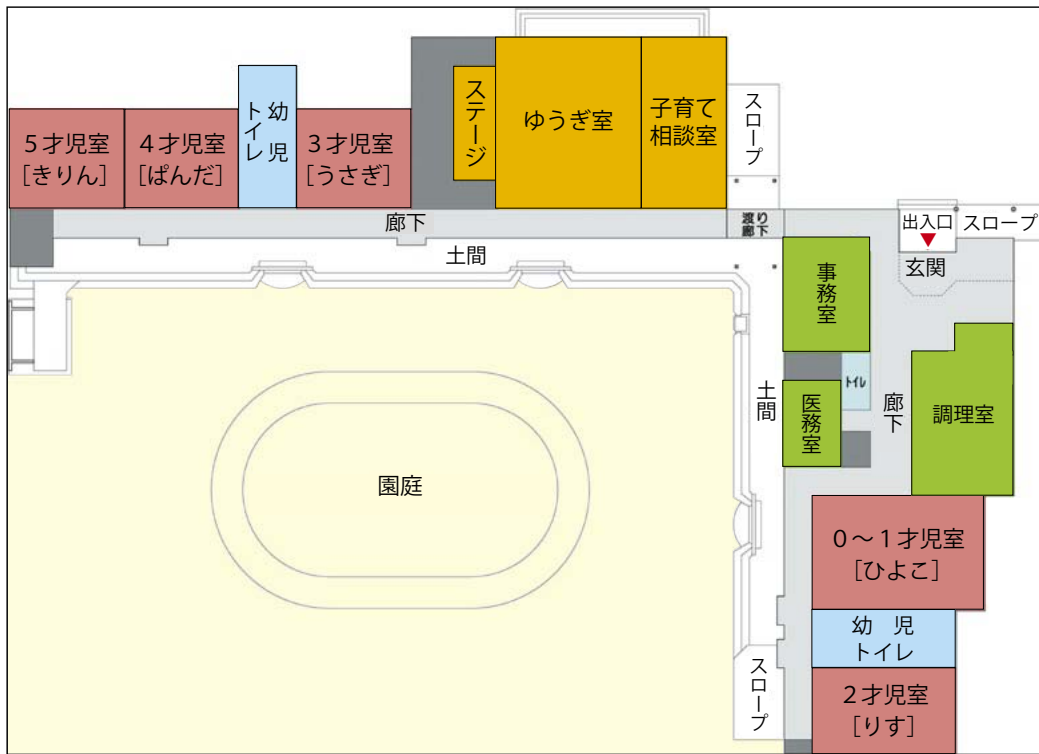 ５才児室
［きりん］
４才児室
［ぱんだ］
幼児
トイレ
３才児室
［うさぎ］
ステージ
ゆうぎ室
子育て
相談室
スロープ
廊下
渡り
廊下
出入口
スロープ
玄関
土間
事務室
トイレ
医務室
土間
廊下
調理室
園庭
０～１才児室
［ひよこ］
幼　児
トイレ
スロープ
２才児室
［りす］